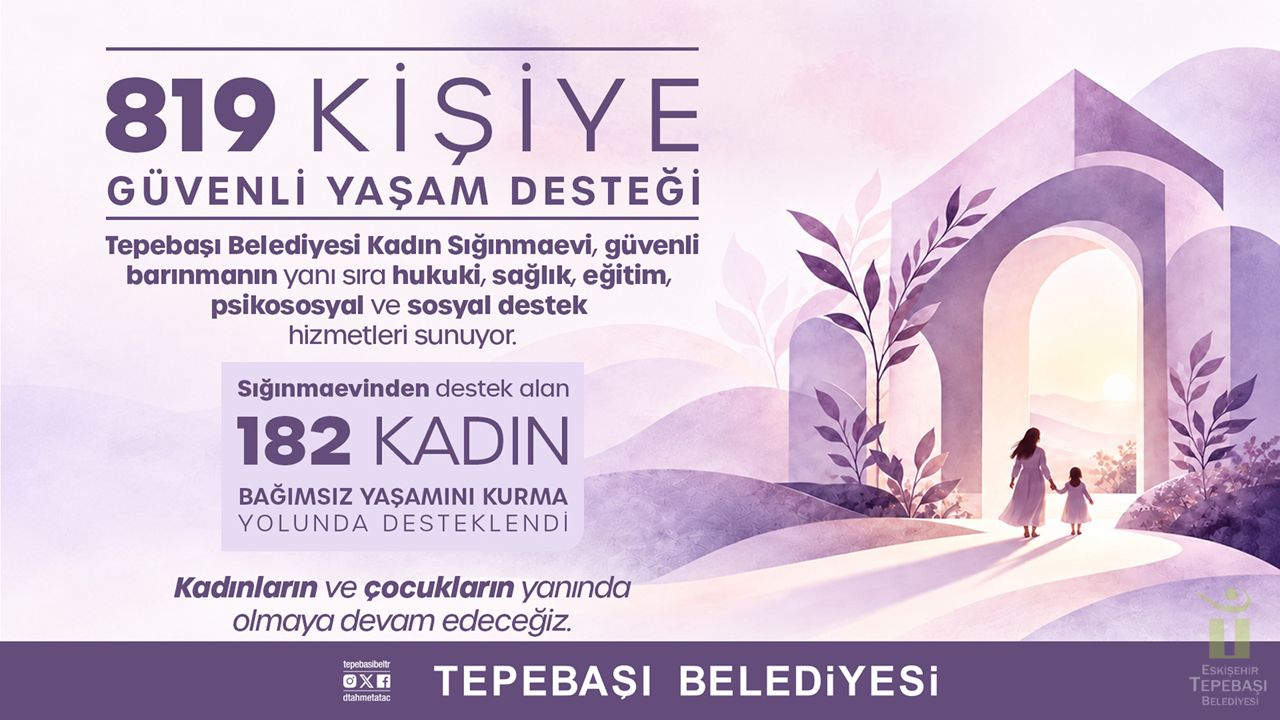 819 KİŞİYE
GÜVENLİ YAŞAM DESTEĞİ
Tepebaşı Belediyesi Kadın Sığınmaevi, güvenli
barınmanın yanı sıra hukuki, sağlık, eğitim,
psikososyal ve sosyal destek
hizmetleri sunuyor.
Sığınmaevinden destek alan
182 KADIN
BAĞIMSIZ YAŞAMINI KURMA
YOLUNDA DESTEKLENDİ
Kadınların ve çocukların yanında
olmaya devam edeceğiz.
tepebasibeltr
dtahmetatac
TEPEBAŞI BELEDİYESİ
ESKİŞEHİR
TEPEBAŞI
BELEDİYESİ